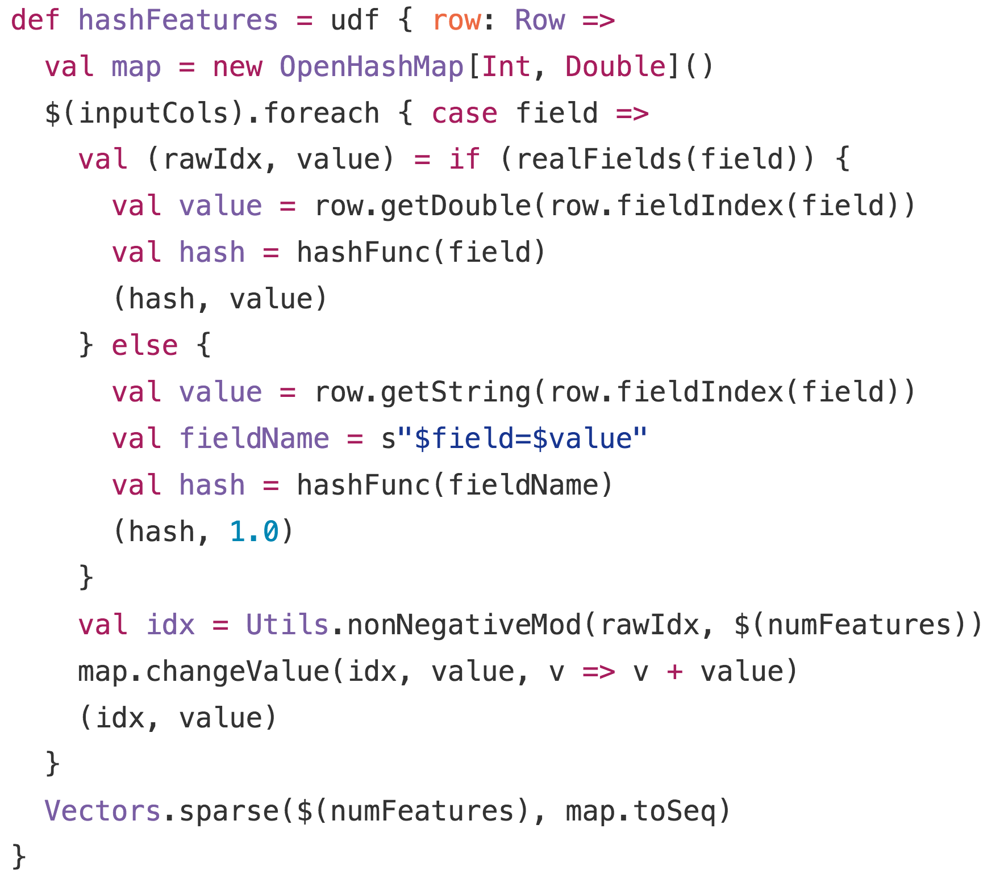 def hashFeatures = udf { row: Row =>
  val map = new OpenHashMap[Int, Double]()
  $(inputCols).foreach { case field =>
    val (rawIdx, value) = if (realFields(field)) {
      val value = row.getDouble(row.fieldIndex(field))
      val hash = hashFunc(field)
      (hash, value)
    } else {
      val value = row.getString(row.fieldIndex(field))
      val fieldName = s"$field=$value"
      val hash = hashFunc(fieldName)
      (hash, 1.0)
    }
    val idx = Utils.nonNegativeMod(rawIdx, $(numFeatures))
    map.changeValue(idx, value, v => v + value)
    (idx, value)
  }
  Vectors.sparse($(numFeatures), map.toSeq)
}